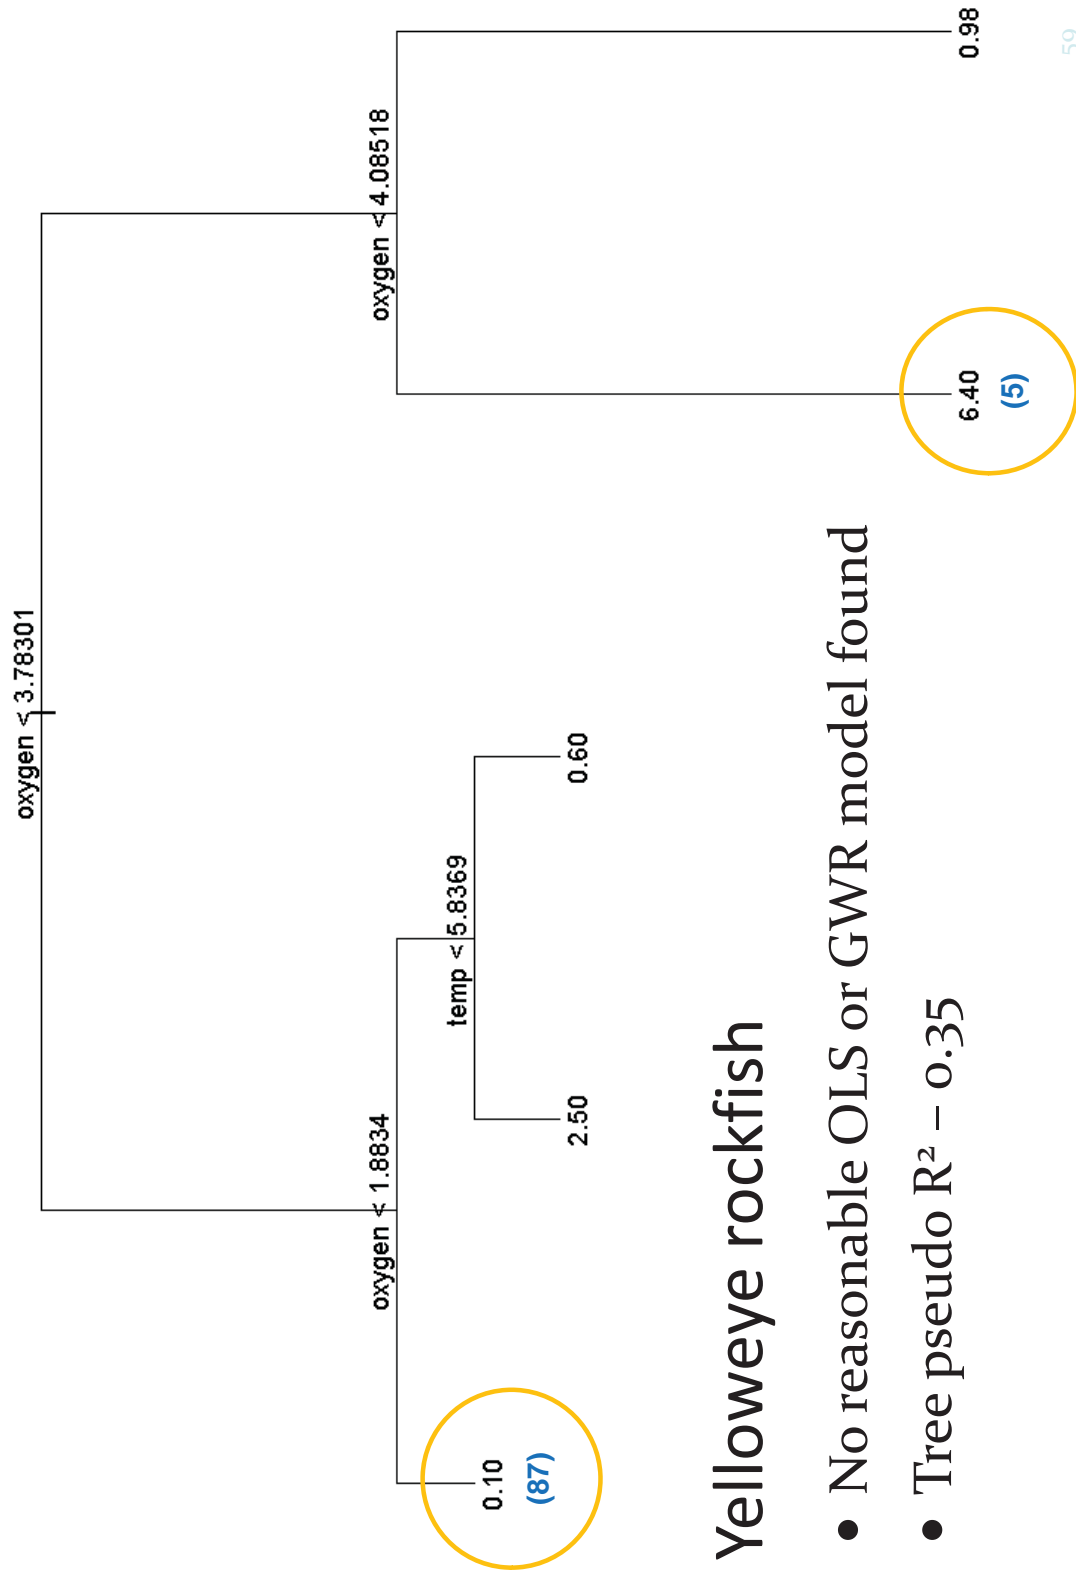 oxygen < 3.78301
oxygen < 1.8834
oxygen < 4.08518
temp < 5.8369
0.10
(87)
2.50
0.60
6.40
(5)
0.98
Yelloweye rockfish
• No reasonable OLS or GWR model found
• Tree pseudo R² – 0.35
59